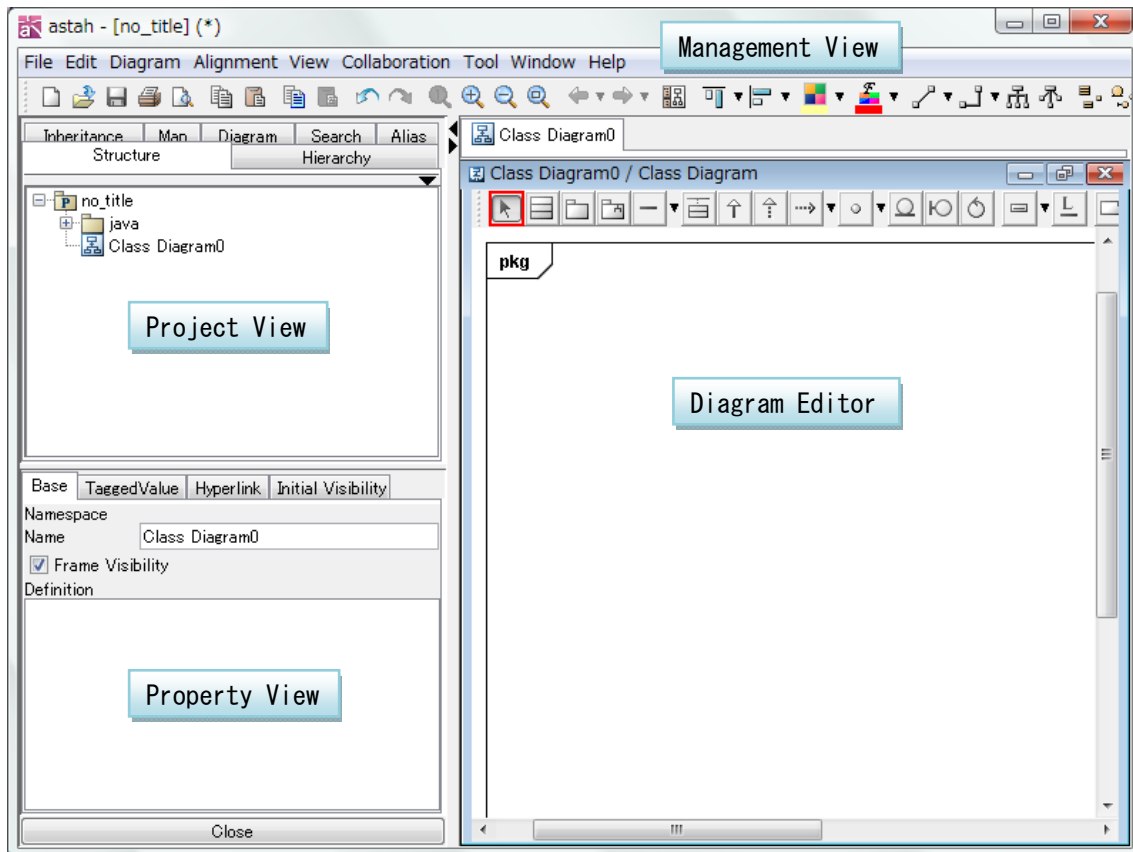 astah - [no_title] (*)
Management View
File Edit Diagram Alignment View Collaboration Tool Window Help
Inheritance Map Diagram Search Alias
Structure Hierarchy
no_title
java
Class Diagram0
Project View
Base TaggedValue Hyperlink Initial Visibility
Namespace
Name Class Diagram0
Frame Visibility
Definition
Property View
Close
Class Diagram0
Class Diagram0 / Class Diagram
pkg
Diagram Editor